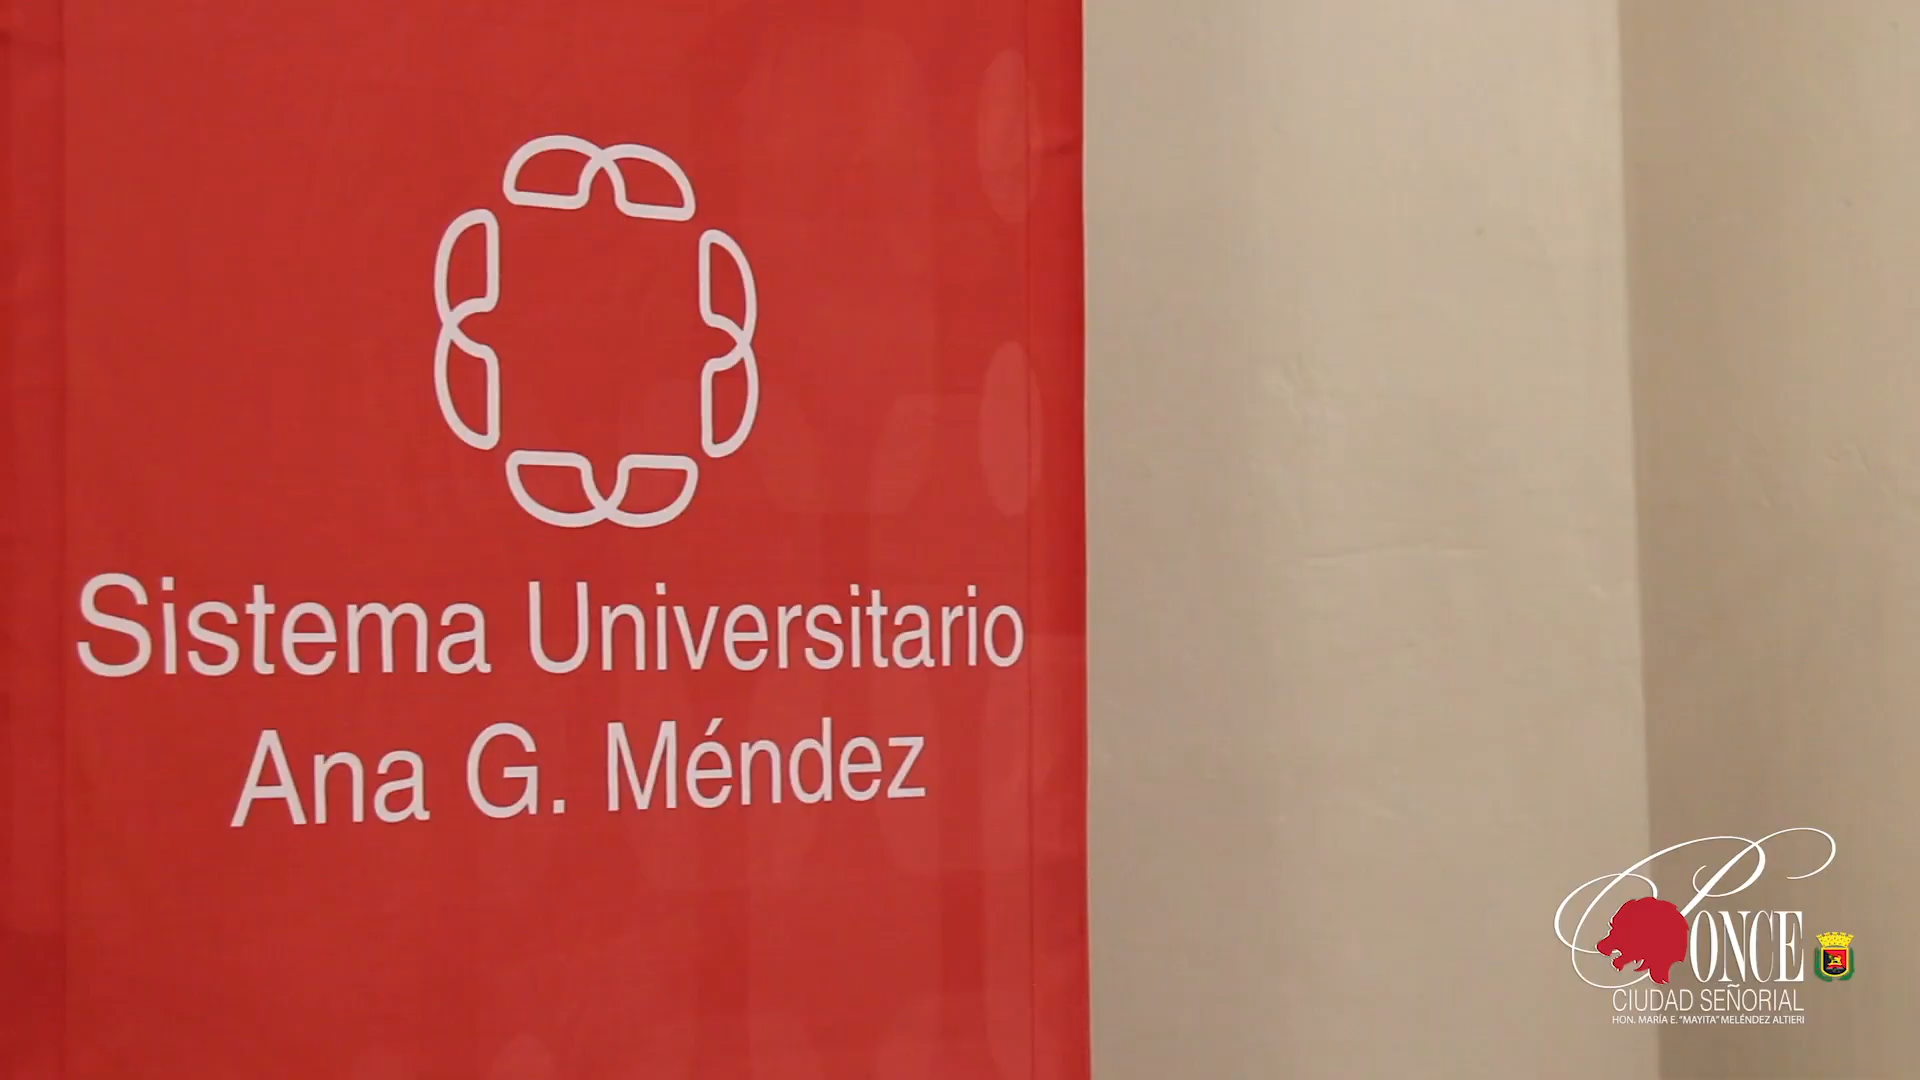 Sistema Universitario
Ana G. Méndez
PONCE
CIUDAD SEÑORIAL
HON. MARÍA E. "MAYITA" MELÉNDEZ ALTIERI